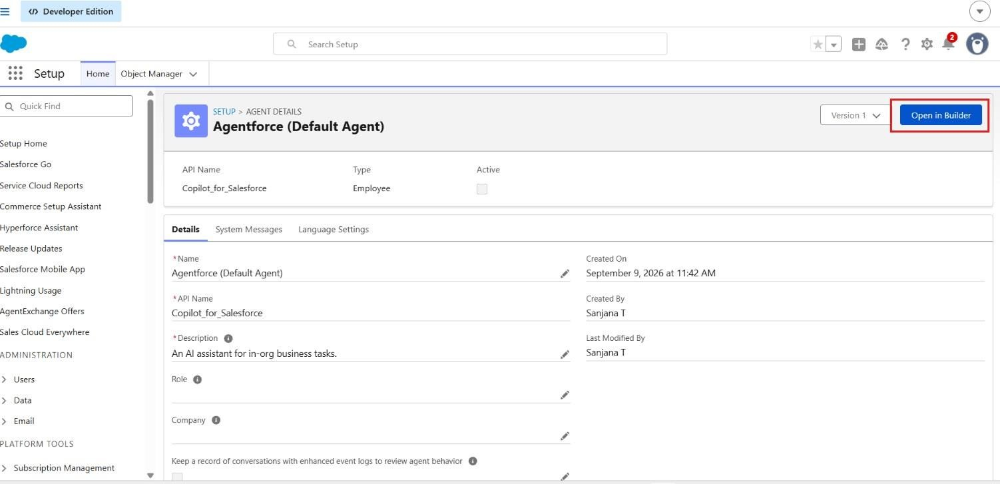 Developer Edition
Search Setup
2
Setup
Home
Object Manager
Quick Find
Setup Home
Salesforce Go
Service Cloud Reports
Commerce Setup Assistant
Hyperforce Assistant
Release Updates
Salesforce Mobile App
Lightning Usage
AgentExchange Offers
Sales Cloud Everywhere
ADMINISTRATION
Users
Data
Email
PLATFORM TOOLS
Subscription Management
SETUP > AGENT DETAILS
Agentforce (Default Agent)
Version 1
Open in Builder
API Name Type Active
Copilot_for_Salesforce Employee
Details System Messages Language Settings
*Name
Agentforce (Default Agent)
*API Name
Copilot_for_Salesforce
*Description
An AI assistant for in-org business tasks.
Role
Company
Keep a record of conversations with enhanced event logs to review agent behavior
Created On
September 9, 2026 at 11:42 AM
Created By
Sanjana T
Last Modified By
Sanjana T